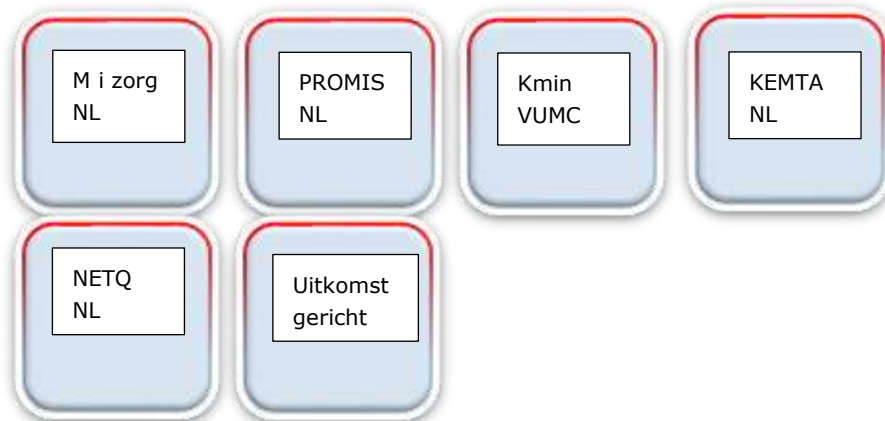 M i zorg
NL
PROMIS
NL
Kmin
VUMC
KEMTA
NL
NETQ
NL
Uitkomst
gericht